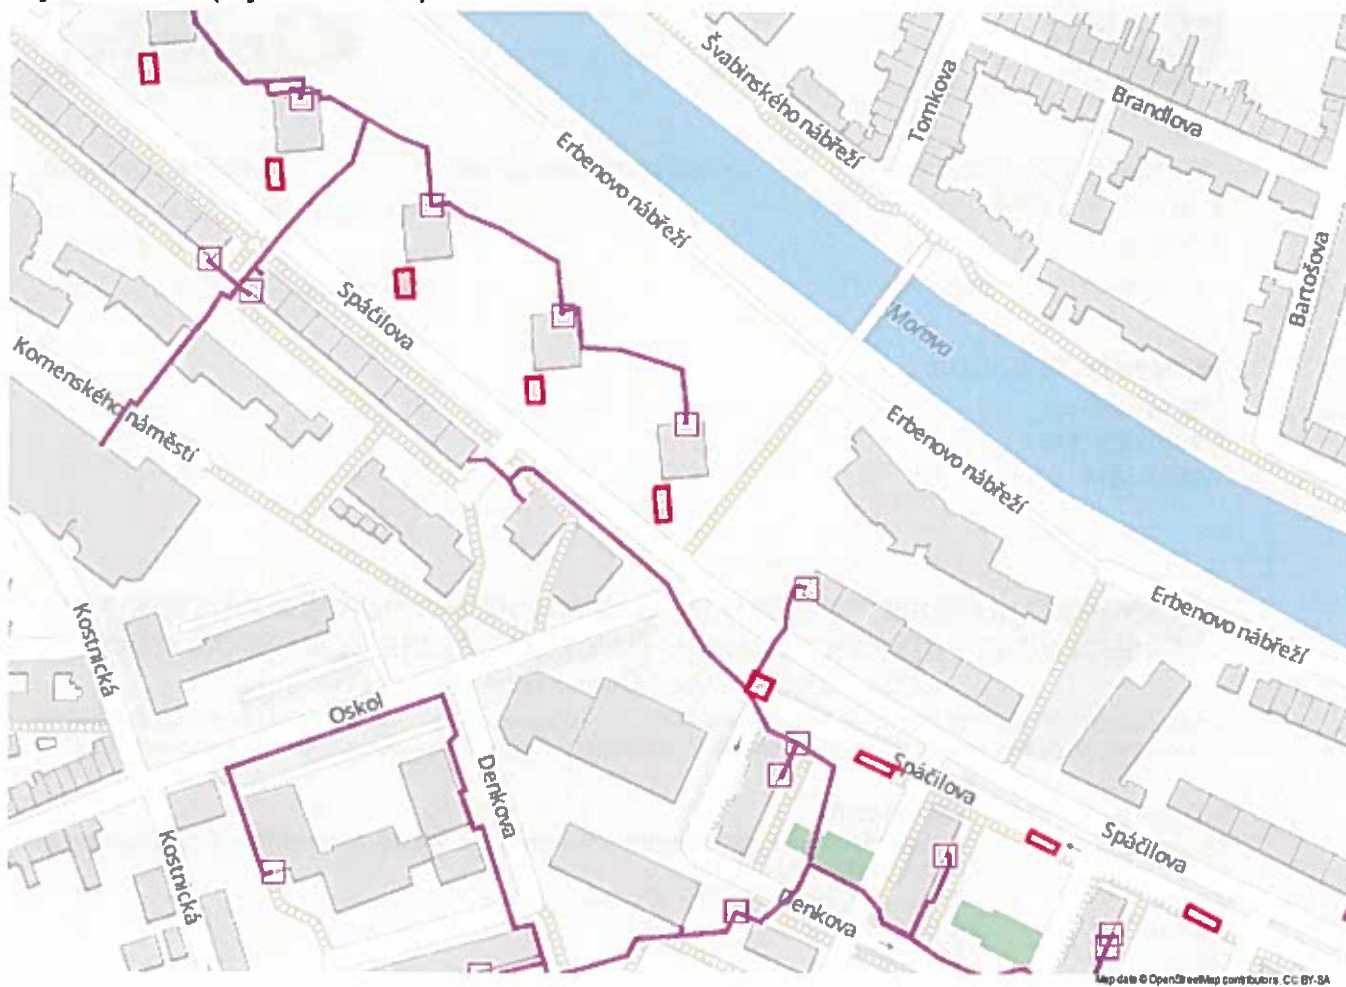 Švabinského nábřeží
Tomkova
Brandlova
Erbenovo nábřeží
Bartošova
Spáčilova
Morava
Komenského náměstí
Erbenovo nábřeží
Erbenovo nábřeží
Kostnická
Oskol
Denkova
Spáčilova
Spáčilova
Kostnická
Denkova
Map data © OpenStreetMap contributors, CC BY-SA